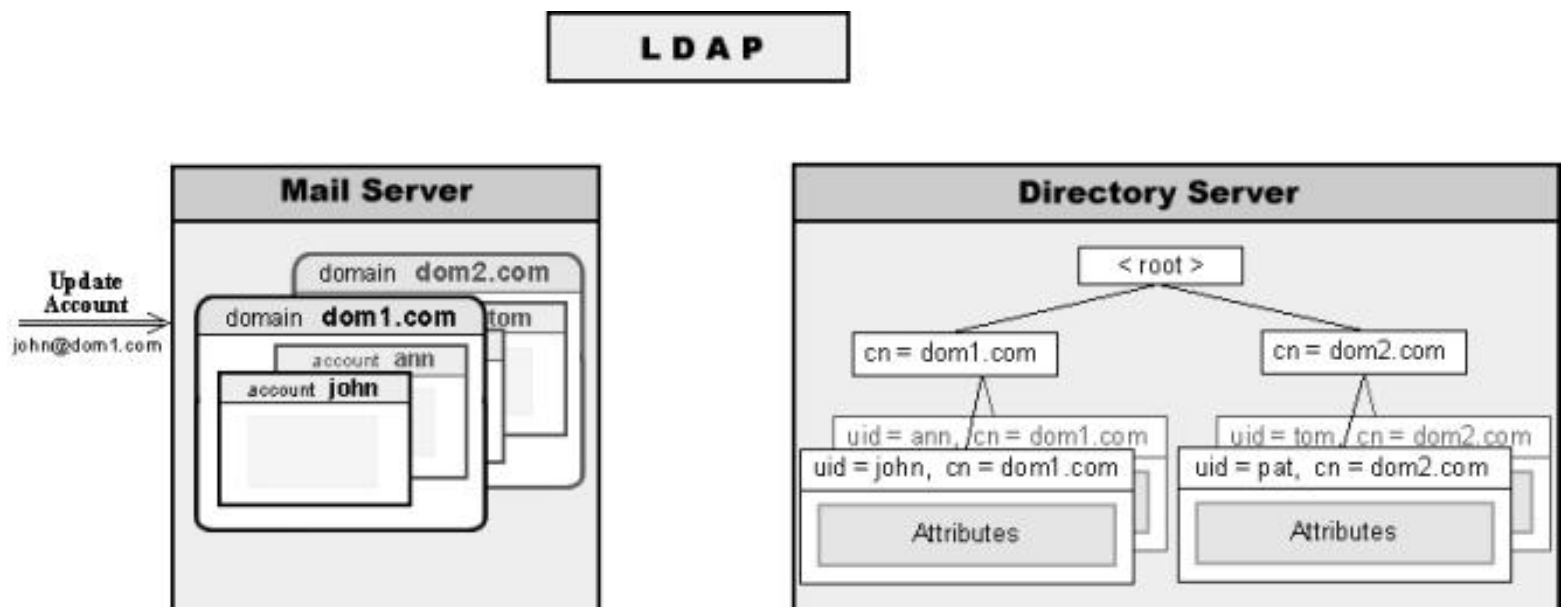 L D A P
Mail Server
Update
Account
john@dom1.com
domain dom2.com
tom
domain dom1.com
account ann
account john
Directory Server
< root >
cn = dom1.com
cn = dom2.com
uid = ann, cn = dom1.com
uid = john, cn = dom1.com
Attributes
uid = tom, cn = dom2.com
uid = pat, cn = dom2.com
Attributes